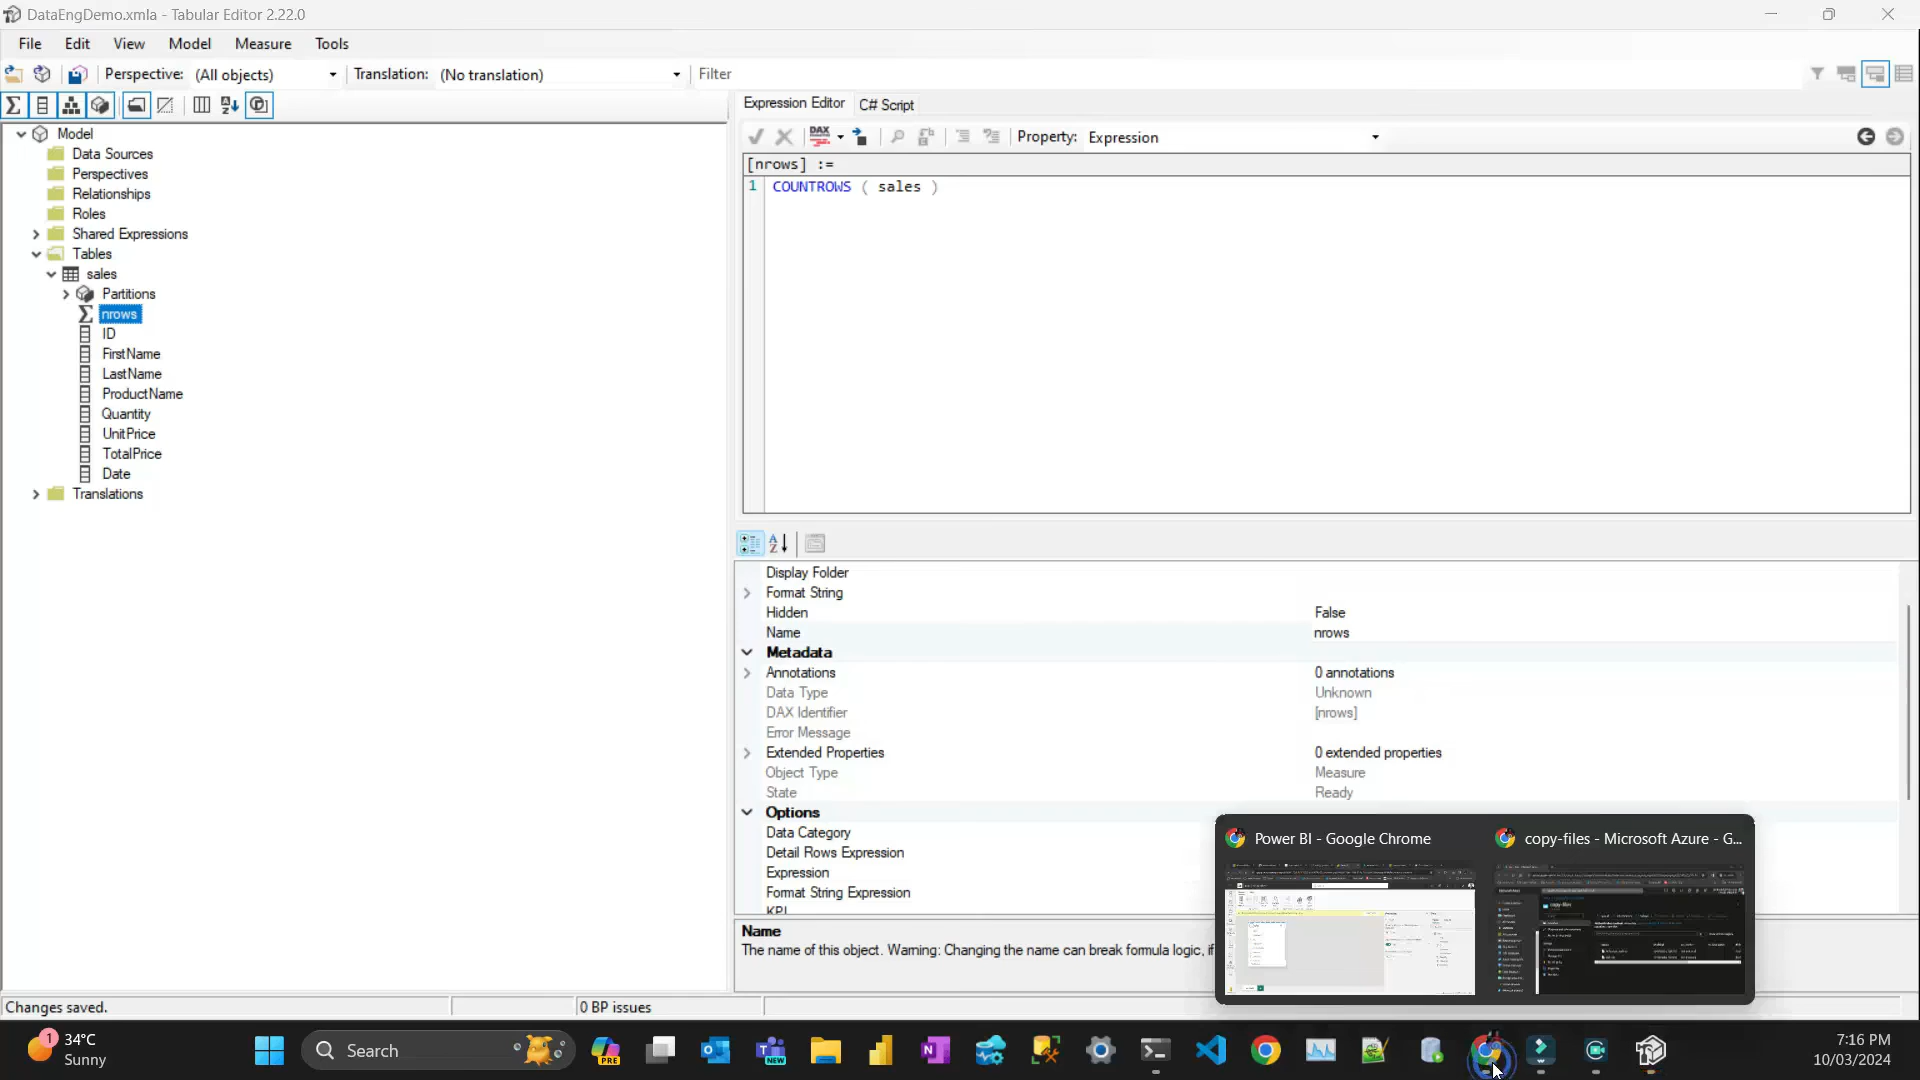 DataEngDemo.xmla - Tabular Editor 2.22.0
File Edit View Model Measure Tools
Perspective: (All objects) Translation: (No translation) Filter
Expression Editor C# Script
Property: Expression
[nrows] :=
1 COUNTROWS ( sales )
Model
Data Sources
Perspectives
Relationships
Roles
Shared Expressions
Tables
sales
Partitions
nrows
ID
FirstName
LastName
ProductName
Quantity
UnitPrice
TotalPrice
Date
Translations
Display Folder
Format String
Hidden False
Name nrows
Metadata
Annotations 0 annotations
Data Type Unknown
DAX Identifier [nrows]
Error Message
Extended Properties 0 extended properties
Object Type Measure
State Ready
Options
Data Category
Detail Rows Expression
Expression
Format String Expression
KPI
Name
The name of this object. Warning: Changing the name can break formula logic, if
Power BI - Google Chrome
copy-files - Microsoft Azure - G...
Changes saved. 0 BP issues
1 34°C
Sunny
Search
PRE
NEW
7:16 PM
10/03/2024